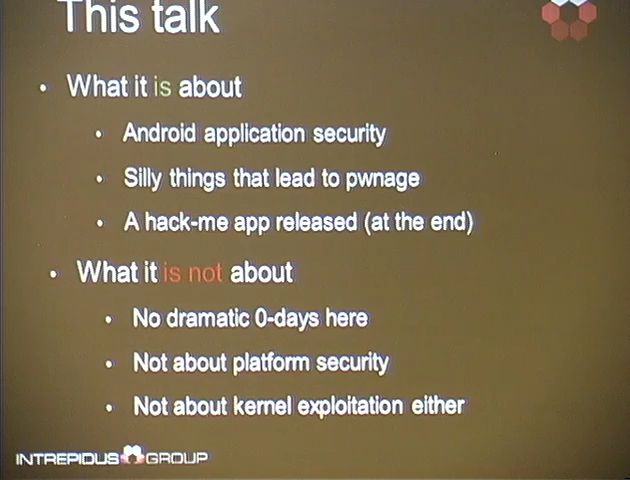 This talk
What it is about
Android application security
Silly things that lead to pwnage
A hack-me app released (at the end)
What it is not about
No dramatic 0-days here
Not about platform security
Not about kernel exploitation either
INTREPIDUS GROUP